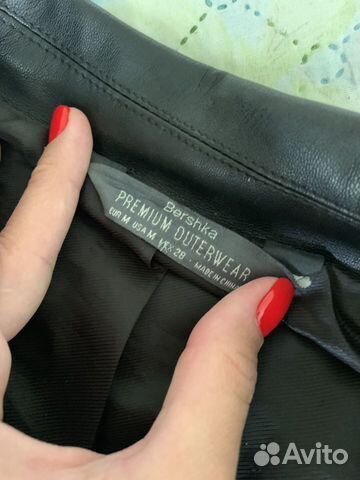 Bershka
PREMIUM OUTERWEAR
EUR M USA M MEX 28 · MADE IN CHINA
Avito